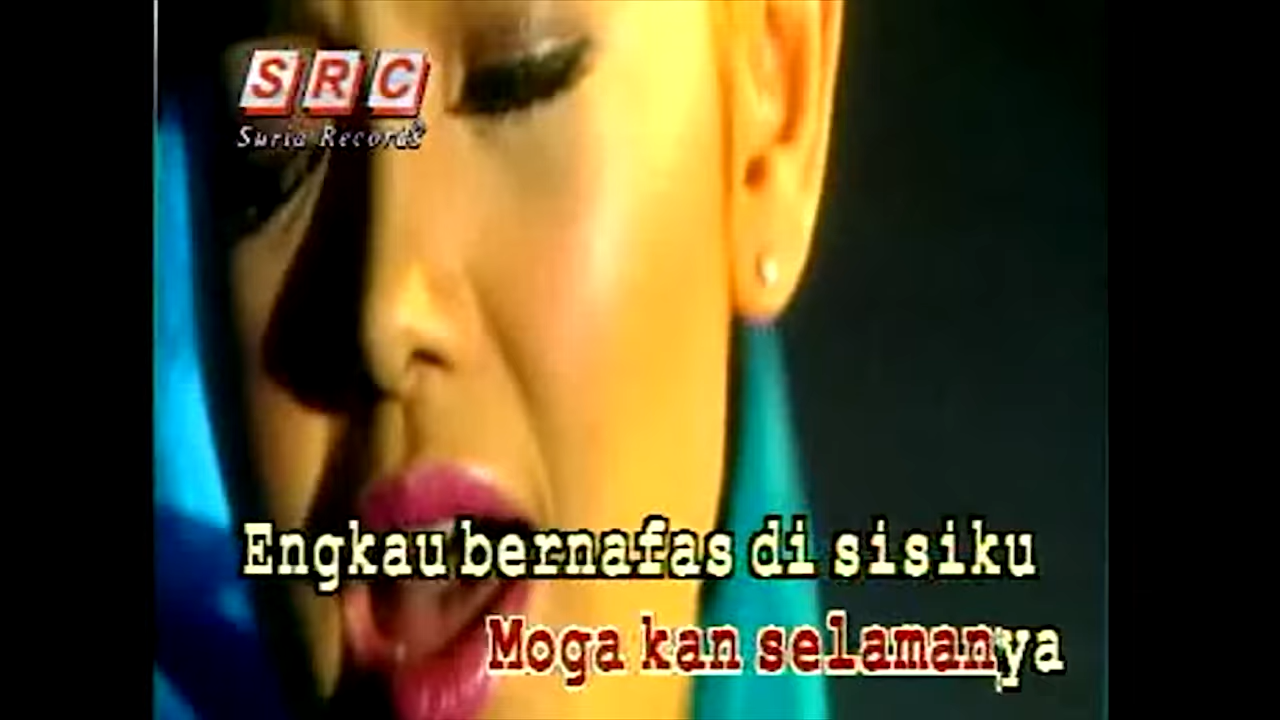 SRC
Suria Records
Engkau bernafas di sisiku
Moga kan selamanya